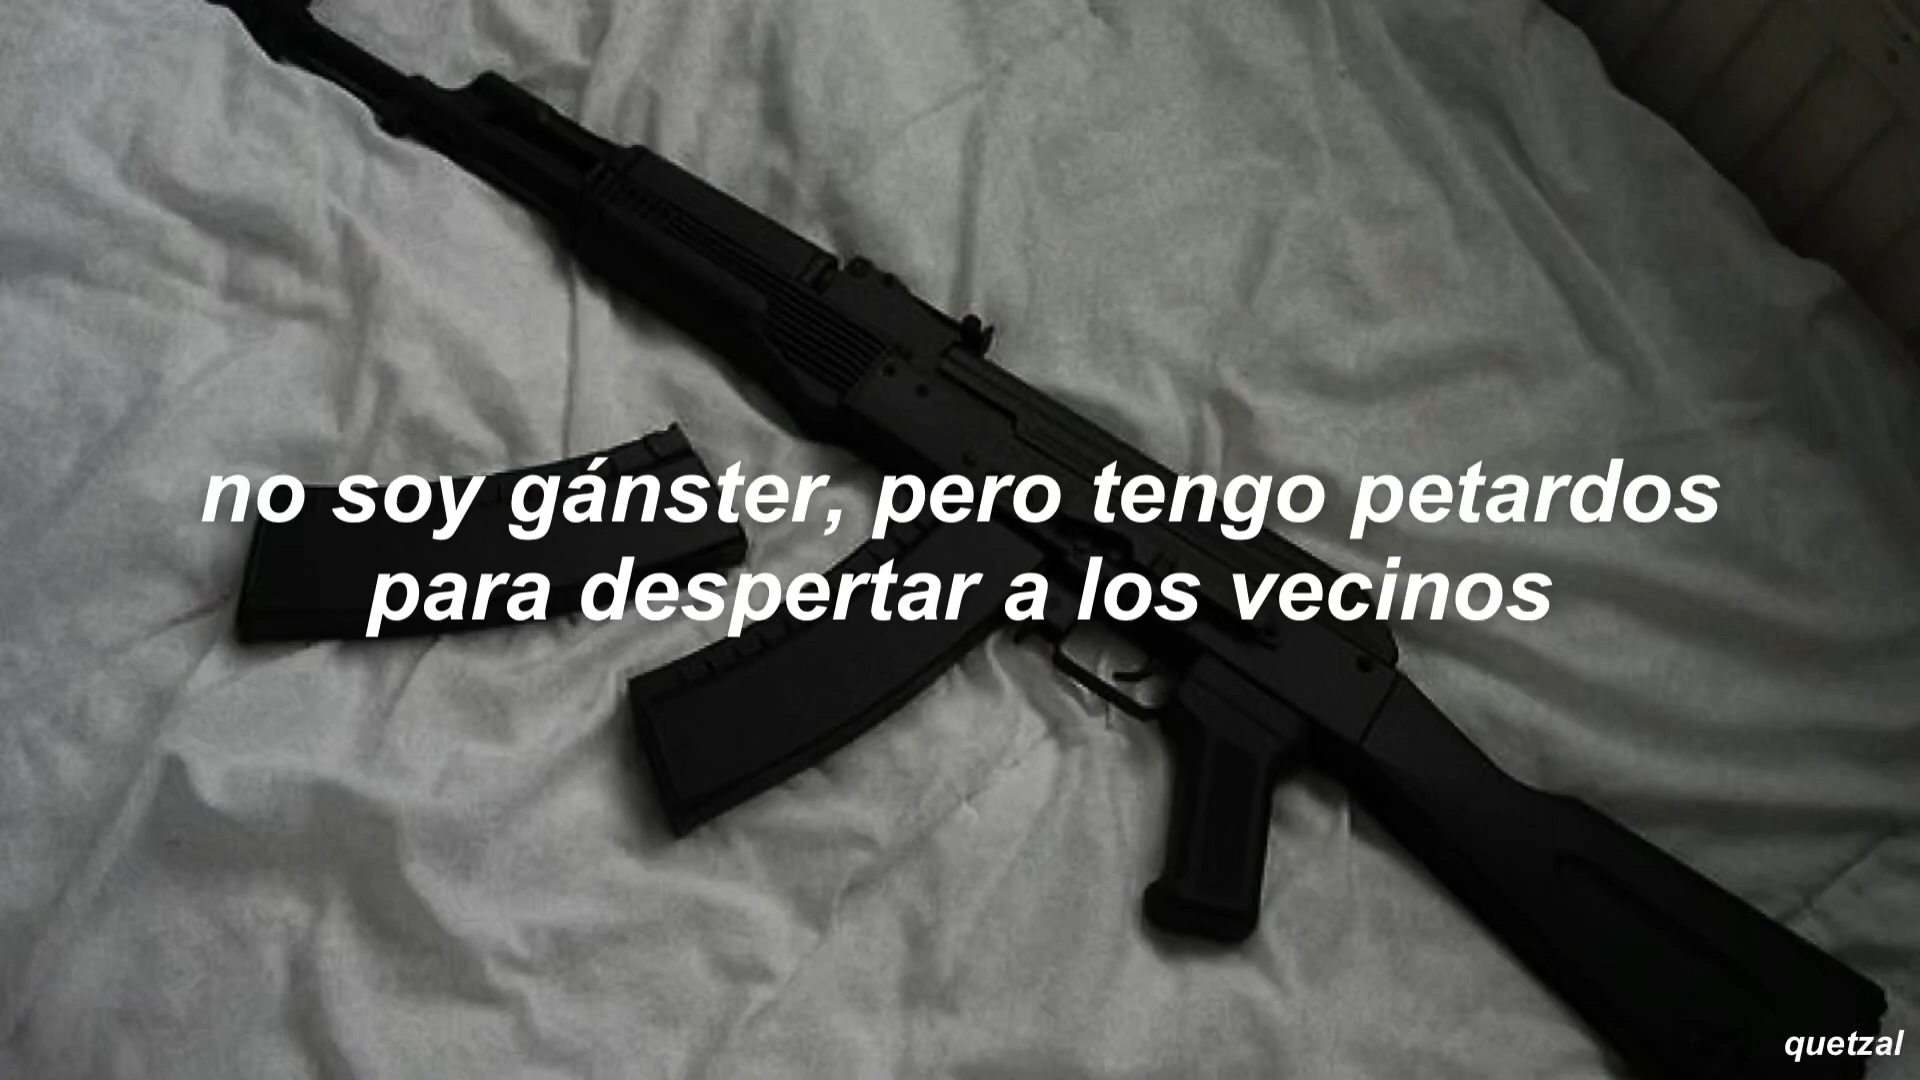 no soy gánster, pero tengo petardos
para despertar a los vecinos
quetzal